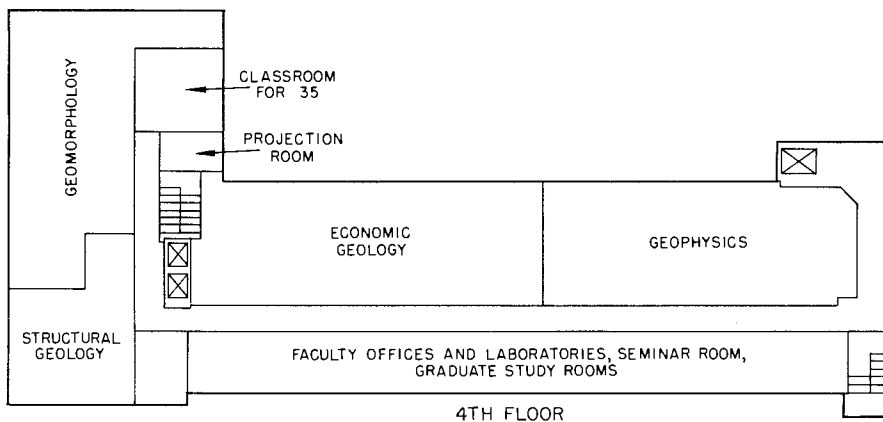 GEOMORPHOLOGY
CLASSROOM
FOR 35
PROJECTION
ROOM
ECONOMIC
GEOLOGY
GEOPHYSICS
STRUCTURAL
GEOLOGY
FACULTY OFFICES AND LABORATORIES, SEMINAR ROOM,
GRADUATE STUDY ROOMS
4TH FLOOR